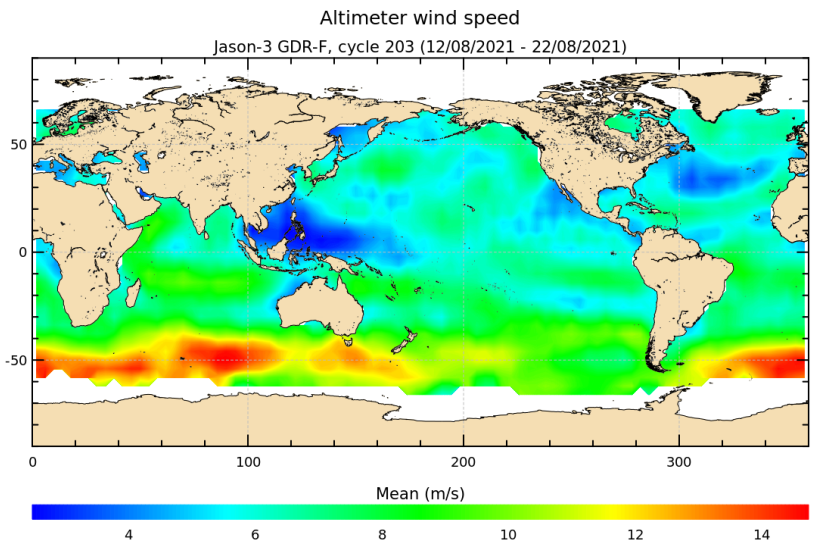 Altimeter wind speed
Jason-3 GDR-F, cycle 203 (12/08/2021 - 22/08/2021)
50
0
-50
0 100 200 300
Mean (m/s)
4 6 8 10 12 14